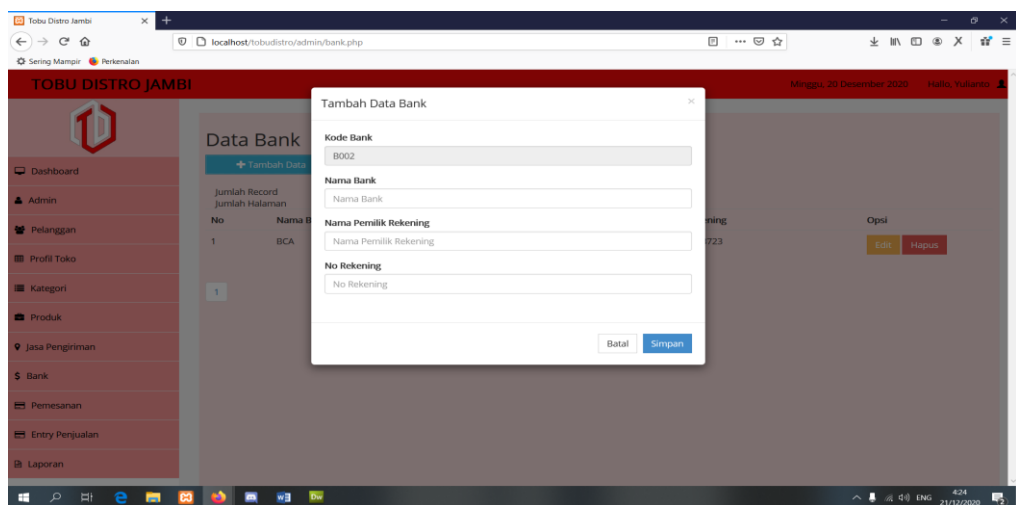 Tobu Distro Jambi
localhost/tobudistro/admin/bank.php
Sering Mampir Perkenalan
TOBU DISTRO JAMBI
Minggu, 20 Desember 2020 Hallo, Yulianto
Dashboard
Admin
Pelanggan
Profil Toko
Kategori
Produk
Jasa Pengiriman
$ Bank
Pemesanan
Entry Penjualan
Laporan
Data Bank
Tambah Data
Jumlah Record
Jumlah Halaman
No Nama B ening Opsi
1 BCA 723 Edit Hapus
1
Tambah Data Bank ×
Kode Bank
B002
Nama Bank
Nama Bank
Nama Pemilik Rekening
Nama Pemilik Rekening
No Rekening
No Rekening
Batal Simpan
ENG
4:24
21/12/2020